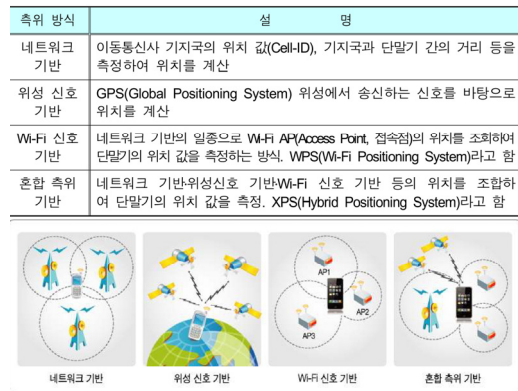 측위 방식 설 명
네트워크 이동통신사 기지국의 위치 값(Cell-ID), 기지국과 단말기 간의 거리 등을
기반 측정하여 위치를 계산
위성 신호 GPS(Global Positioning System) 위성에서 송신하는 신호를 바탕으로
기반 위치를 계산
Wi-Fi 신호 네트워크 기반의 일종으로 Wi-Fi AP(Access Point, 접속점)의 위치를 조회하여
기반 단말기의 위치 값을 측정하는 방식. WPS(Wi-Fi Positioning System)라고 함
혼합 측위 네트워크 기반·위성신호 기반·Wi-Fi 신호 기반 등의 위치를 조합하
기반 여 단말기의 위치 값을 측정. XPS(Hybrid Positioning System)라고 함
AP1
AP2
AP3
네트워크 기반 위성 신호 기반 Wi-Fi 신호 기반 혼합 측위 기반